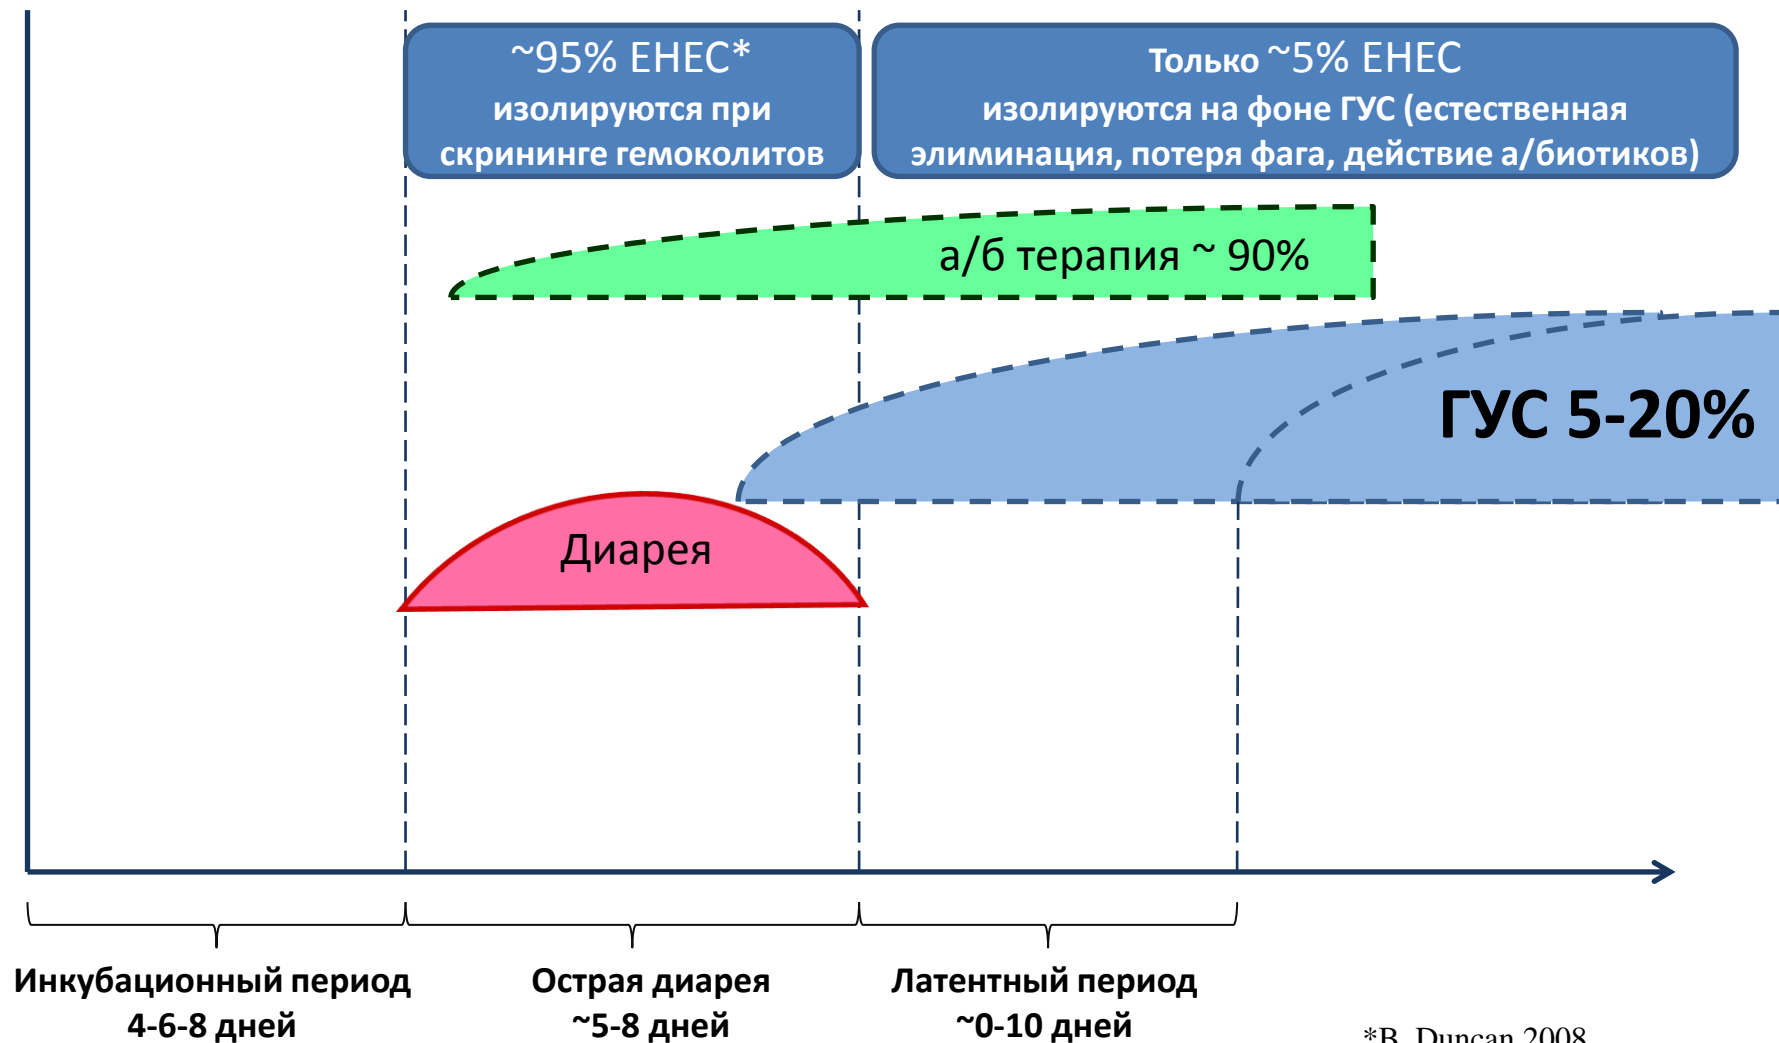 ~95% EHEC*
изолируются при
скрининге гемоколитов
Только ~5% EHEC
изолируются на фоне ГУС (естественная
элиминация, потеря фага, действие а/биотиков)
а/б терапия ~ 90%
ГУС 5-20%
Диарея
Инкубационный период
4-6-8 дней
Острая диарея
~5-8 дней
Латентный период
~0-10 дней
*B. Duncan 2008